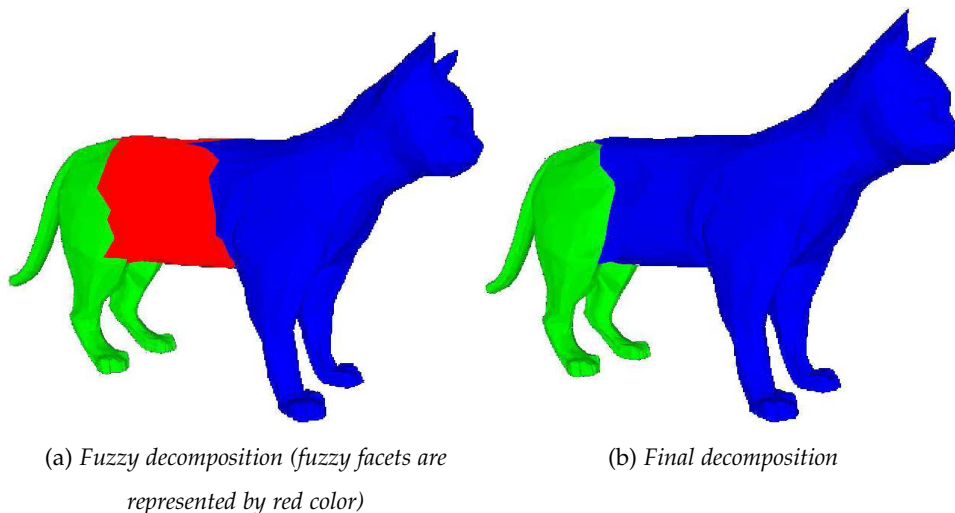 (a) Fuzzy decomposition (fuzzy facets are
represented by red color)
(b) Final decomposition